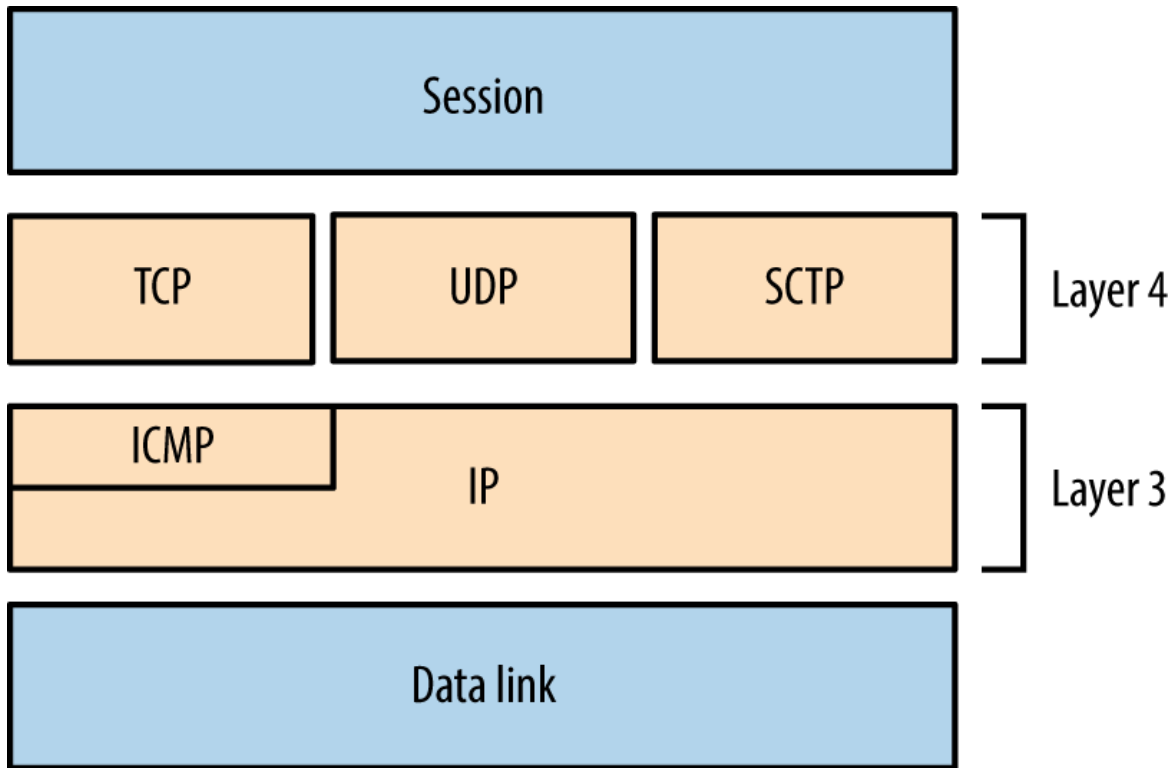 Session
TCP
UDP
SCTP
Layer 4
ICMP
IP
Layer 3
Data link